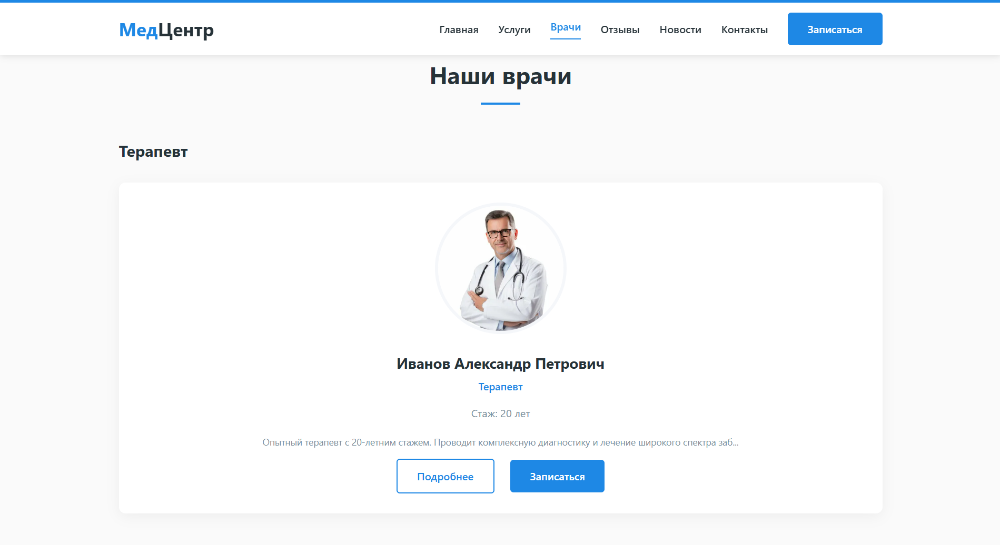 МедЦентр
Главная Услуги Врачи Отзывы Новости Контакты Записаться
Наши врачи
Терапевт
Иванов Александр Петрович
Терапевт
Стаж: 20 лет
Опытный терапевт с 20-летним стажем. Проводит комплексную диагностику и лечение широкого спектра заб...
Подробнее Записаться